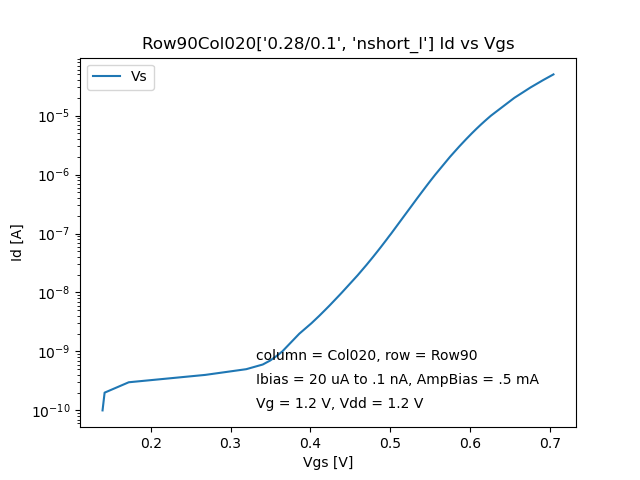 Row90Col020['0.28/0.1', 'nshort_l'] Id vs Vgs
Vs
10⁻⁵
10⁻⁶
10⁻⁷
10⁻⁸
10⁻⁹
10⁻¹⁰
Id [A]
column = Col020, row = Row90
Ibias = 20 uA to .1 nA, AmpBias = .5 mA
Vg = 1.2 V, Vdd = 1.2 V
0.2 0.3 0.4 0.5 0.6 0.7
Vgs [V]